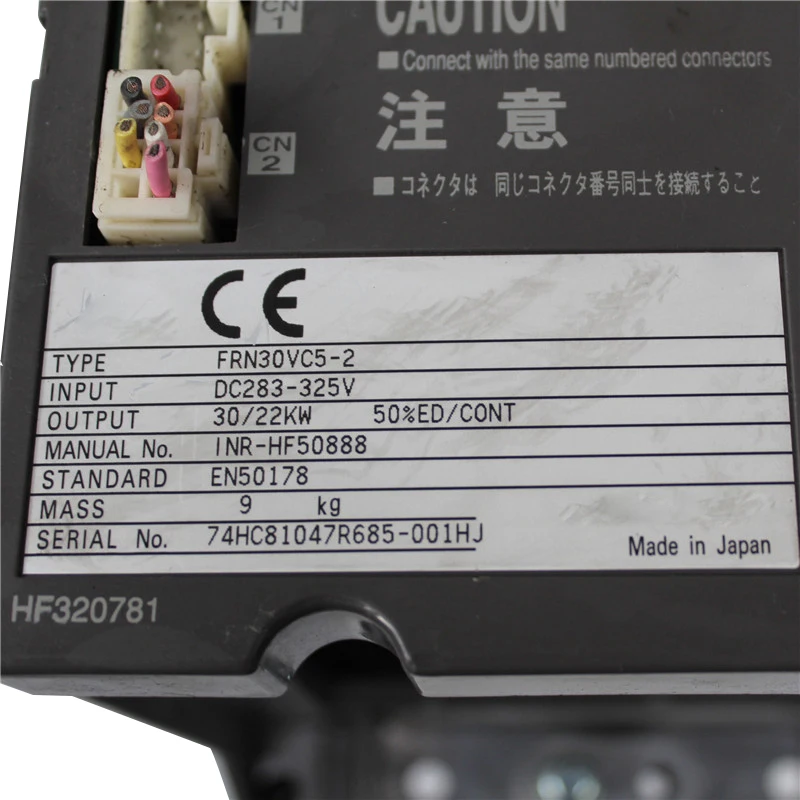 CN
1
CAUTION
■Connect with the same numbered connectors
注意
CN
2
■コネクタは 同じコネクタ番号同士を接続すること
CE
TYPE FRN30VC5-2
INPUT DC283-325V
OUTPUT 30/22KW 50%ED/CONT
MANUAL No. INR-HF50888
STANDARD EN50178
MASS 9 kg
SERIAL No. 74HC81047R685-001HJ
Made in Japan
HF320781